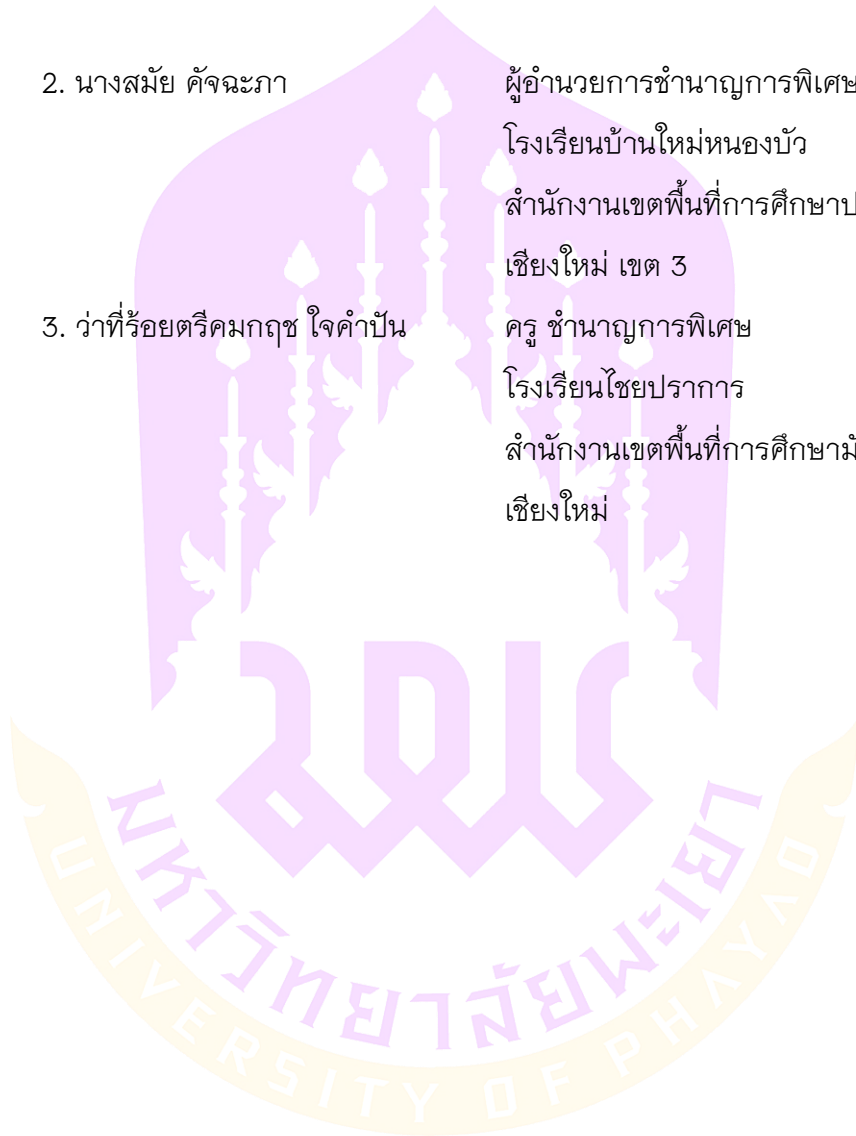 2. นางสมัย คัจฉะภา ผู้อำนวยการชำนาญการพิเศษ
โรงเรียนบ้านใหม่หนองบัว
สำนักงานเขตพื้นที่การศึกษาป
เชียงใหม่ เขต 3
3. ว่าที่ร้อยตรีคมกฤช ใจคำปัน ครู ชำนาญการพิเศษ
โรงเรียนไชยปราการ
สำนักงานเขตพื้นที่การศึกษามั
เชียงใหม่
มหาวิทยาลัยพะเยา
UNIVERSITY OF PHAYAO